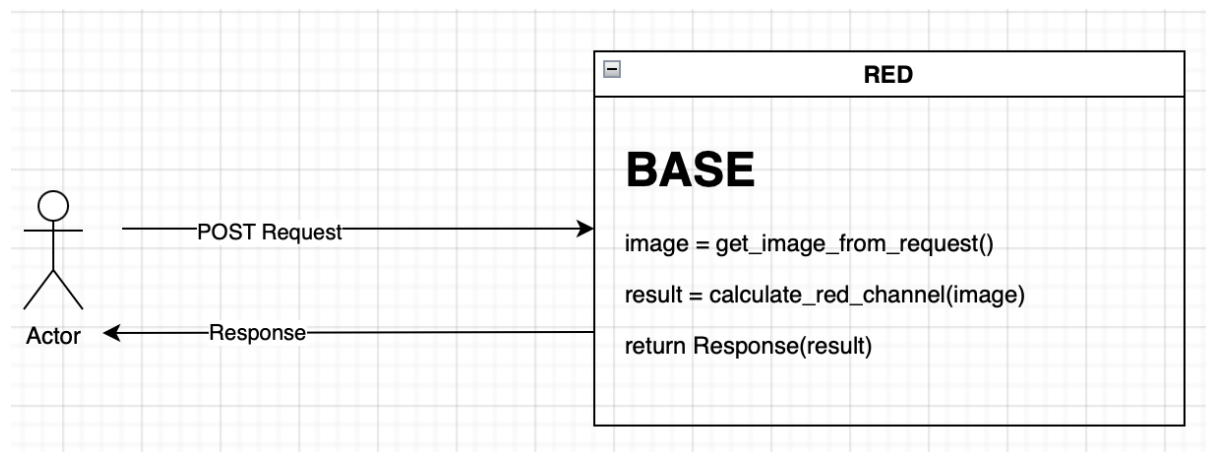 RED
BASE
POST Request
image = get_image_from_request()
result = calculate_red_channel(image)
Actor
Response
return Response(result)